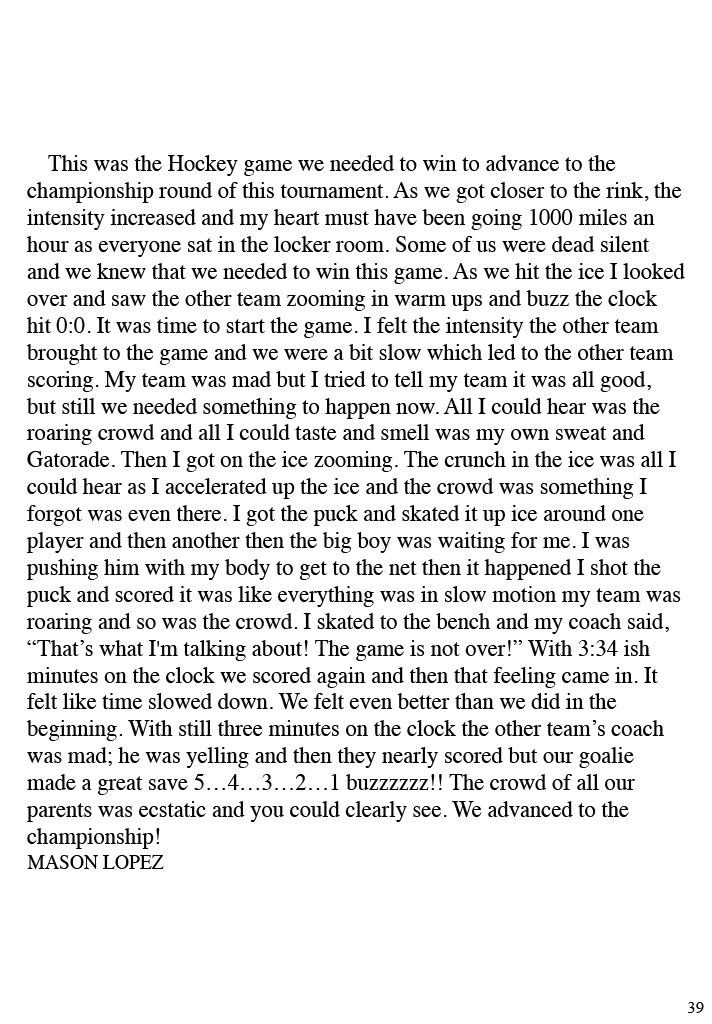 This was the Hockey game we needed to win to advance to the
championship round of this tournament. As we got closer to the rink, the
intensity increased and my heart must have been going 1000 miles an
hour as everyone sat in the locker room. Some of us were dead silent
and we knew that we needed to win this game. As we hit the ice I looked
over and saw the other team zooming in warm ups and buzz the clock
hit 0:0. It was time to start the game. I felt the intensity the other team
brought to the game and we were a bit slow which led to the other team
scoring. My team was mad but I tried to tell my team it was all good,
but still we needed something to happen now. All I could hear was the
roaring crowd and all I could taste and smell was my own sweat and
Gatorade. Then I got on the ice zooming. The crunch in the ice was all I
could hear as I accelerated up the ice and the crowd was something I
forgot was even there. I got the puck and skated it up ice around one
player and then another then the big boy was waiting for me. I was
pushing him with my body to get to the net then it happened I shot the
puck and scored it was like everything was in slow motion my team was
roaring and so was the crowd. I skated to the bench and my coach said,
“That’s what I'm talking about! The game is not over!” With 3:34 ish
minutes on the clock we scored again and then that feeling came in. It
felt like time slowed down. We felt even better than we did in the
beginning. With still three minutes on the clock the other team’s coach
was mad; he was yelling and then they nearly scored but our goalie
made a great save 5…4…3…2…1 buzzzzzz!! The crowd of all our
parents was ecstatic and you could clearly see. We advanced to the
championship!
MASON LOPEZ
39